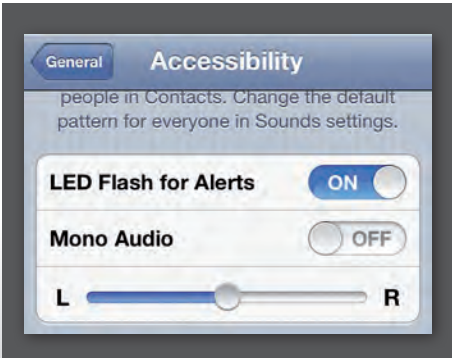 General
Accessibility
people in Contacts. Change the default
pattern for everyone in Sounds settings.
LED Flash for Alerts ON
Mono Audio OFF
L R